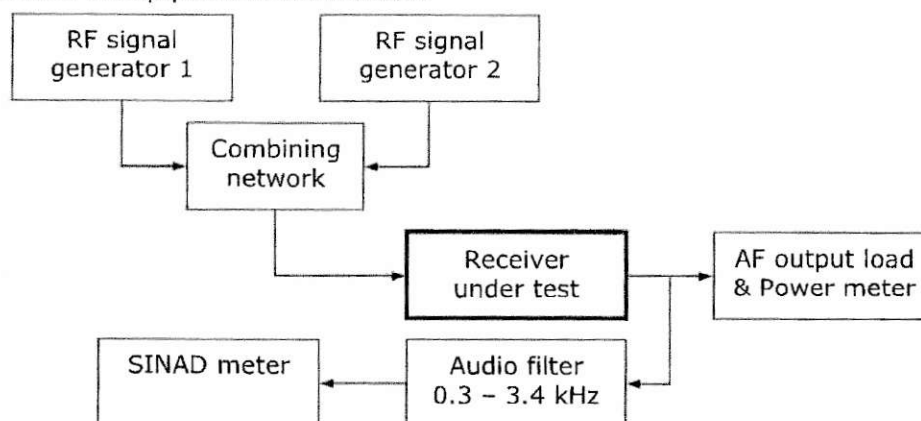 RF signal
generator 1
RF signal
generator 2
Combining
network
Receiver
under test
AF output load
& Power meter
SINAD meter
Audio filter
0.3 – 3.4 kHz